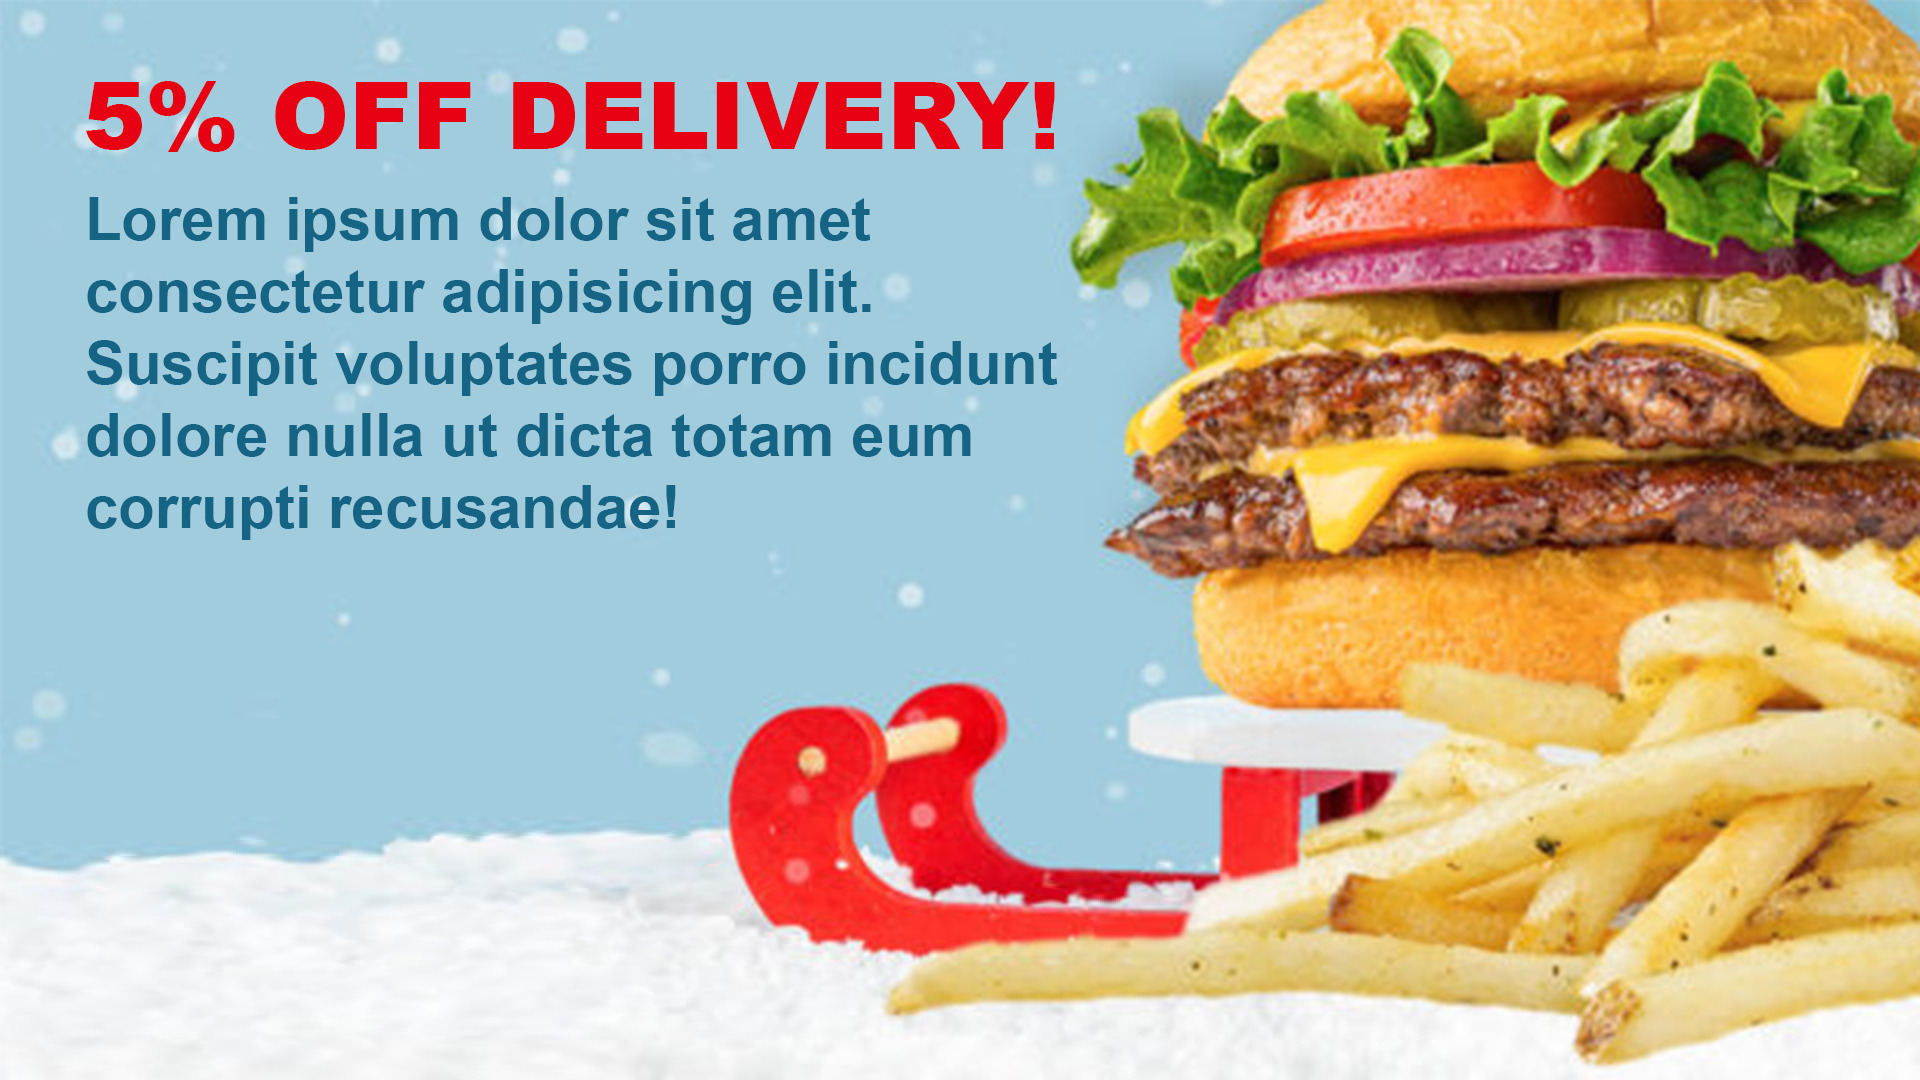 5% OFF DELIVERY!
Lorem ipsum dolor sit amet
consectetur adipisicing elit.
Suscipit voluptates porro incidunt
dolore nulla ut dicta totam eum
corrupti recusandae!